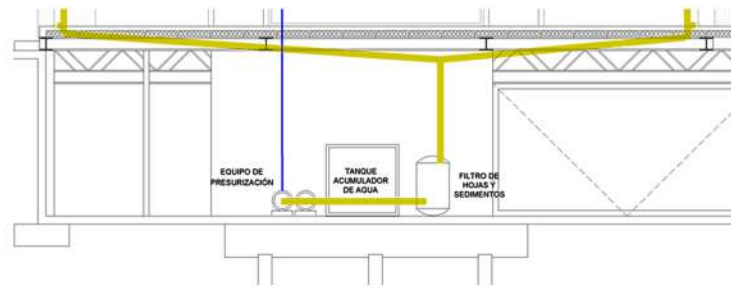 EQUIPO DE
PRESURIZACIÓN
TANQUE
ACUMULADOR
DE AGUA
FILTRO DE
HOJAS Y
SEDIMENTOS